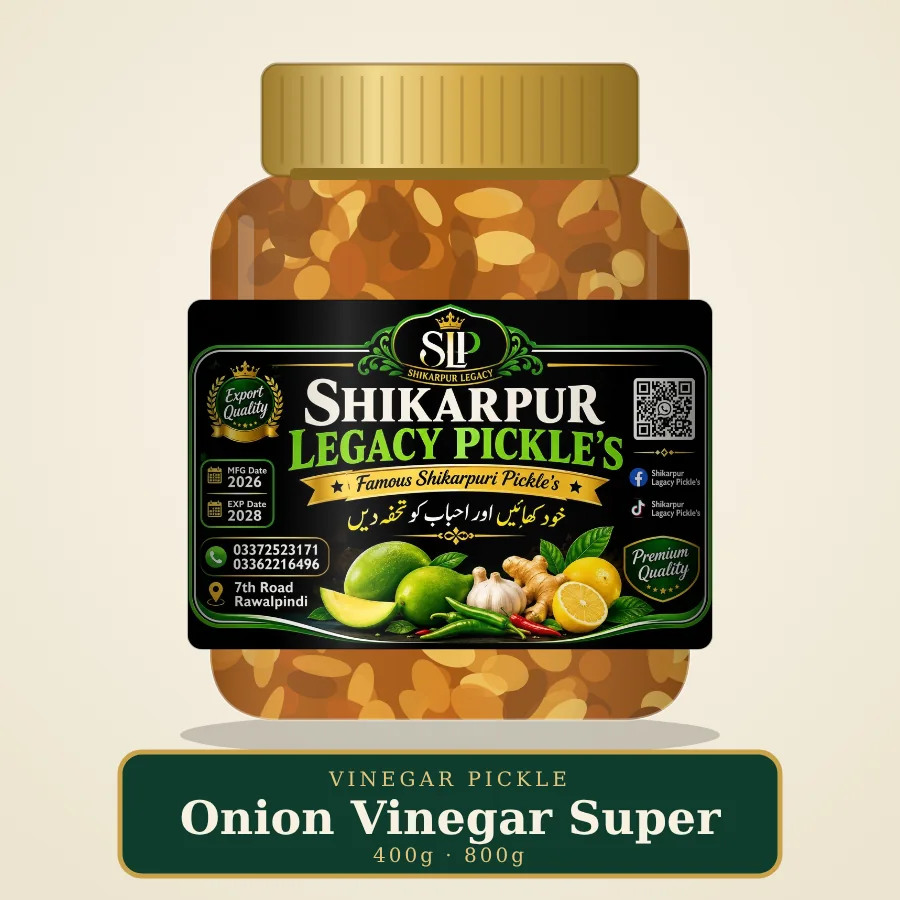 SLP
SHIKARPUR LEGACY
SHIKARPUR
LEGACY PICKLE'S
Famous Shikarpuri Pickle's
خود کھائیں اور احباب کو تحفہ دیں
Export
Quality
MFG Date
2026
EXP Date
2028
03372523171
03362216496
7th Road
Rawalpindi
Shikarpur
Legacy Pickle's
Shikarpur
Legacy Pickle's
Premium
Quality
VINEGAR PICKLE
Onion Vinegar Super
400g · 800g